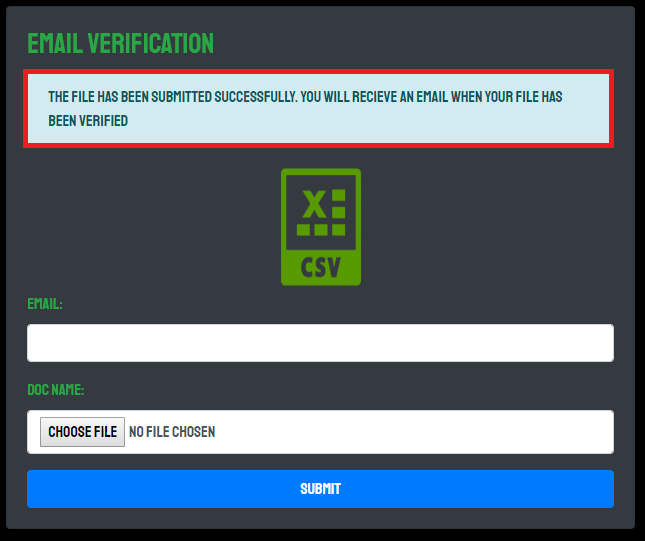 EMAIL VERIFICATION
THE FILE HAS BEEN SUBMITTED SUCCESSFULLY. YOU WILL RECIEVE AN EMAIL WHEN YOUR FILE HAS
BEEN VERIFIED
X
CSV
EMAIL:
DOC NAME:
CHOOSE FILE NO FILE CHOSEN
SUBMIT